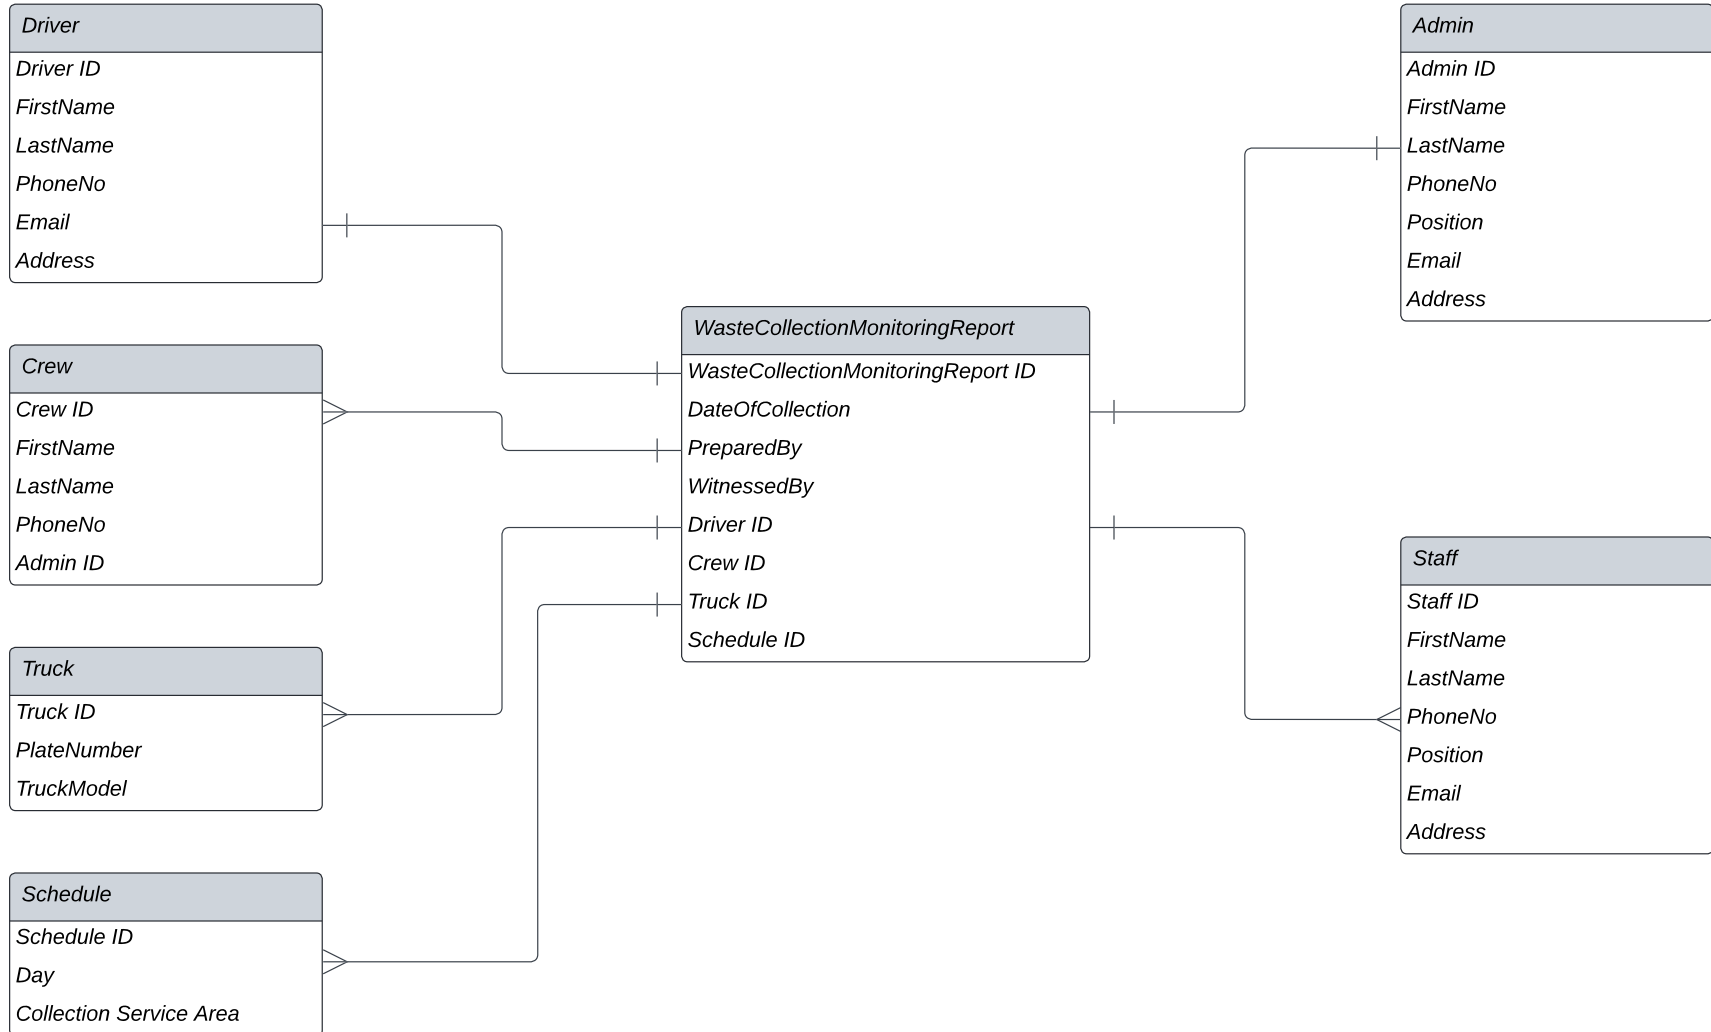 Driver
Driver ID
FirstName
LastName
PhoneNo
Email
Address
Crew
Crew ID
FirstName
LastName
PhoneNo
Admin ID
Truck
Truck ID
PlateNumber
TruckModel
Schedule
Schedule ID
Day
Collection Service Area
WasteCollectionMonitoringReport
WasteCollectionMonitoringReport ID
DateOfCollection
PreparedBy
WitnessedBy
Driver ID
Crew ID
Truck ID
Schedule ID
Admin
Admin ID
FirstName
LastName
PhoneNo
Position
Email
Address
Staff
Staff ID
FirstName
LastName
PhoneNo
Position
Email
Address